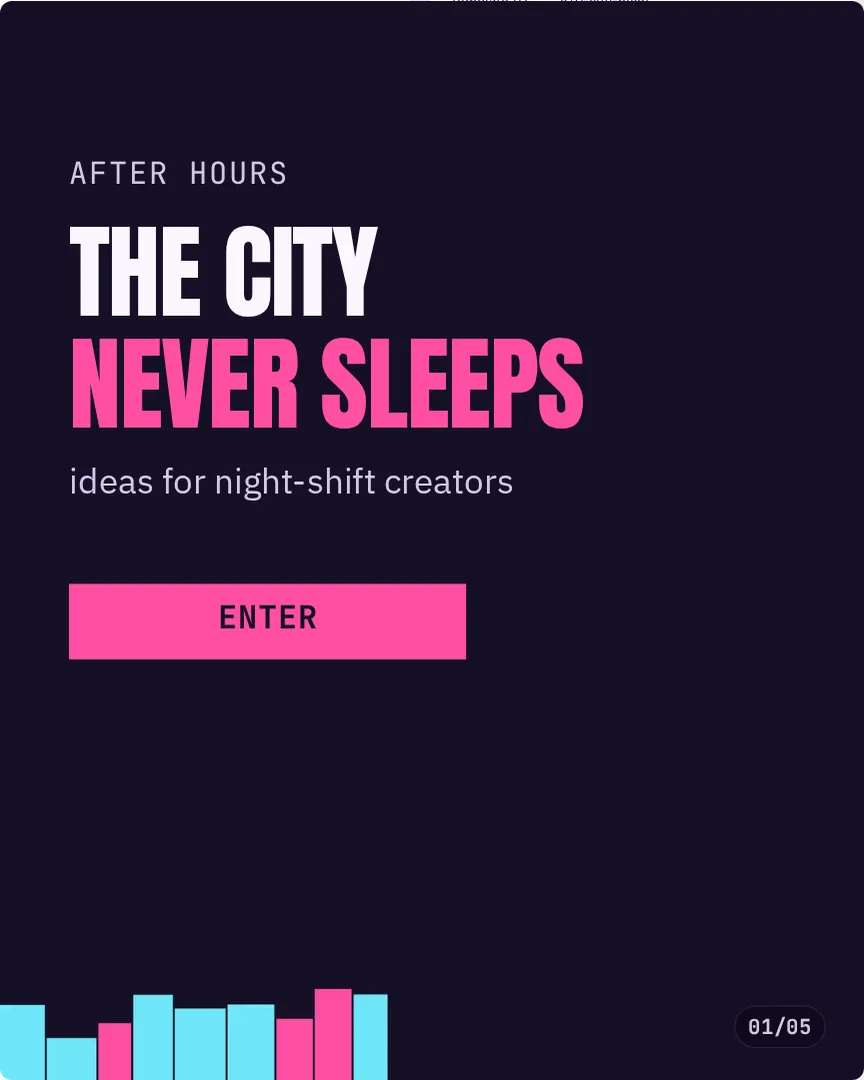 AFTER HOURS
THE CITY
NEVER SLEEPS
ideas for night-shift creators
ENTER
01/05